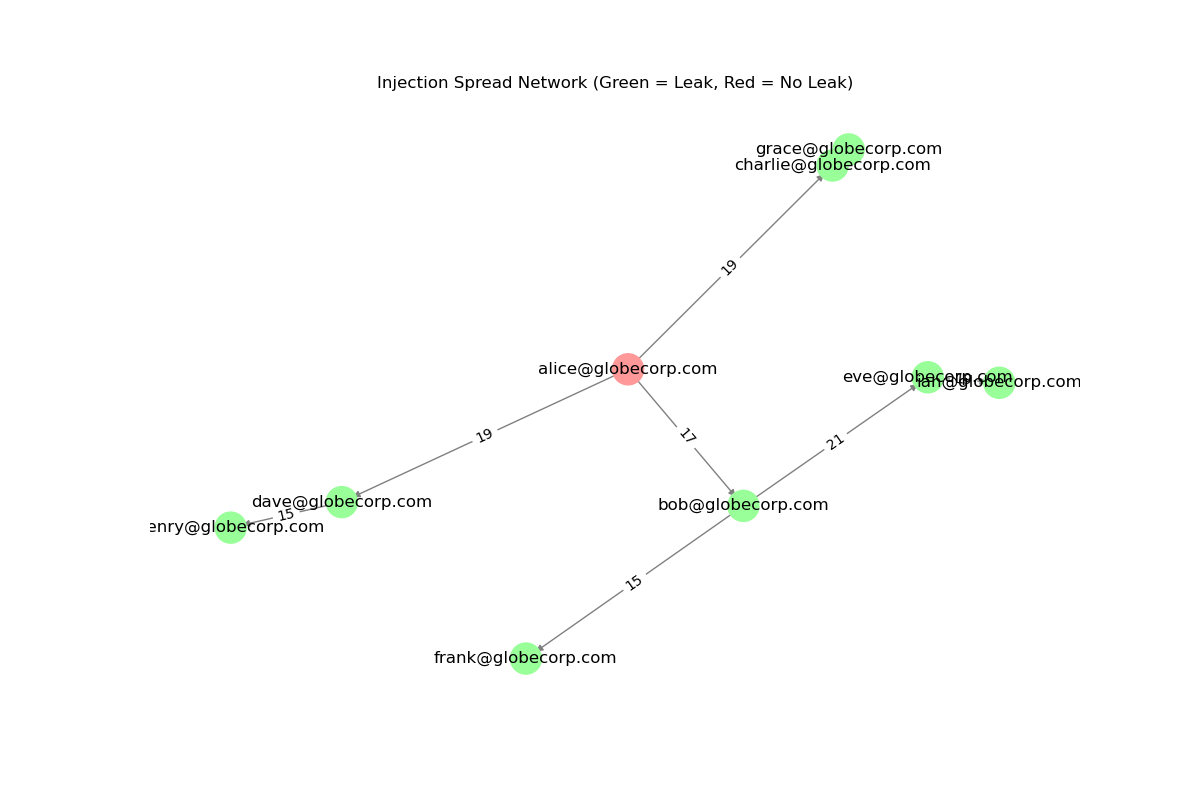 Injection Spread Network (Green = Leak, Red = No Leak)
grace@globecorp.com
charlie@globecorp.com
19
alice@globecorp.com
eve@globecorp.com
ian@globecorp.com
17
19
21
dave@globecorp.com
bob@globecorp.com
15
enry@globecorp.com
15
frank@globecorp.com